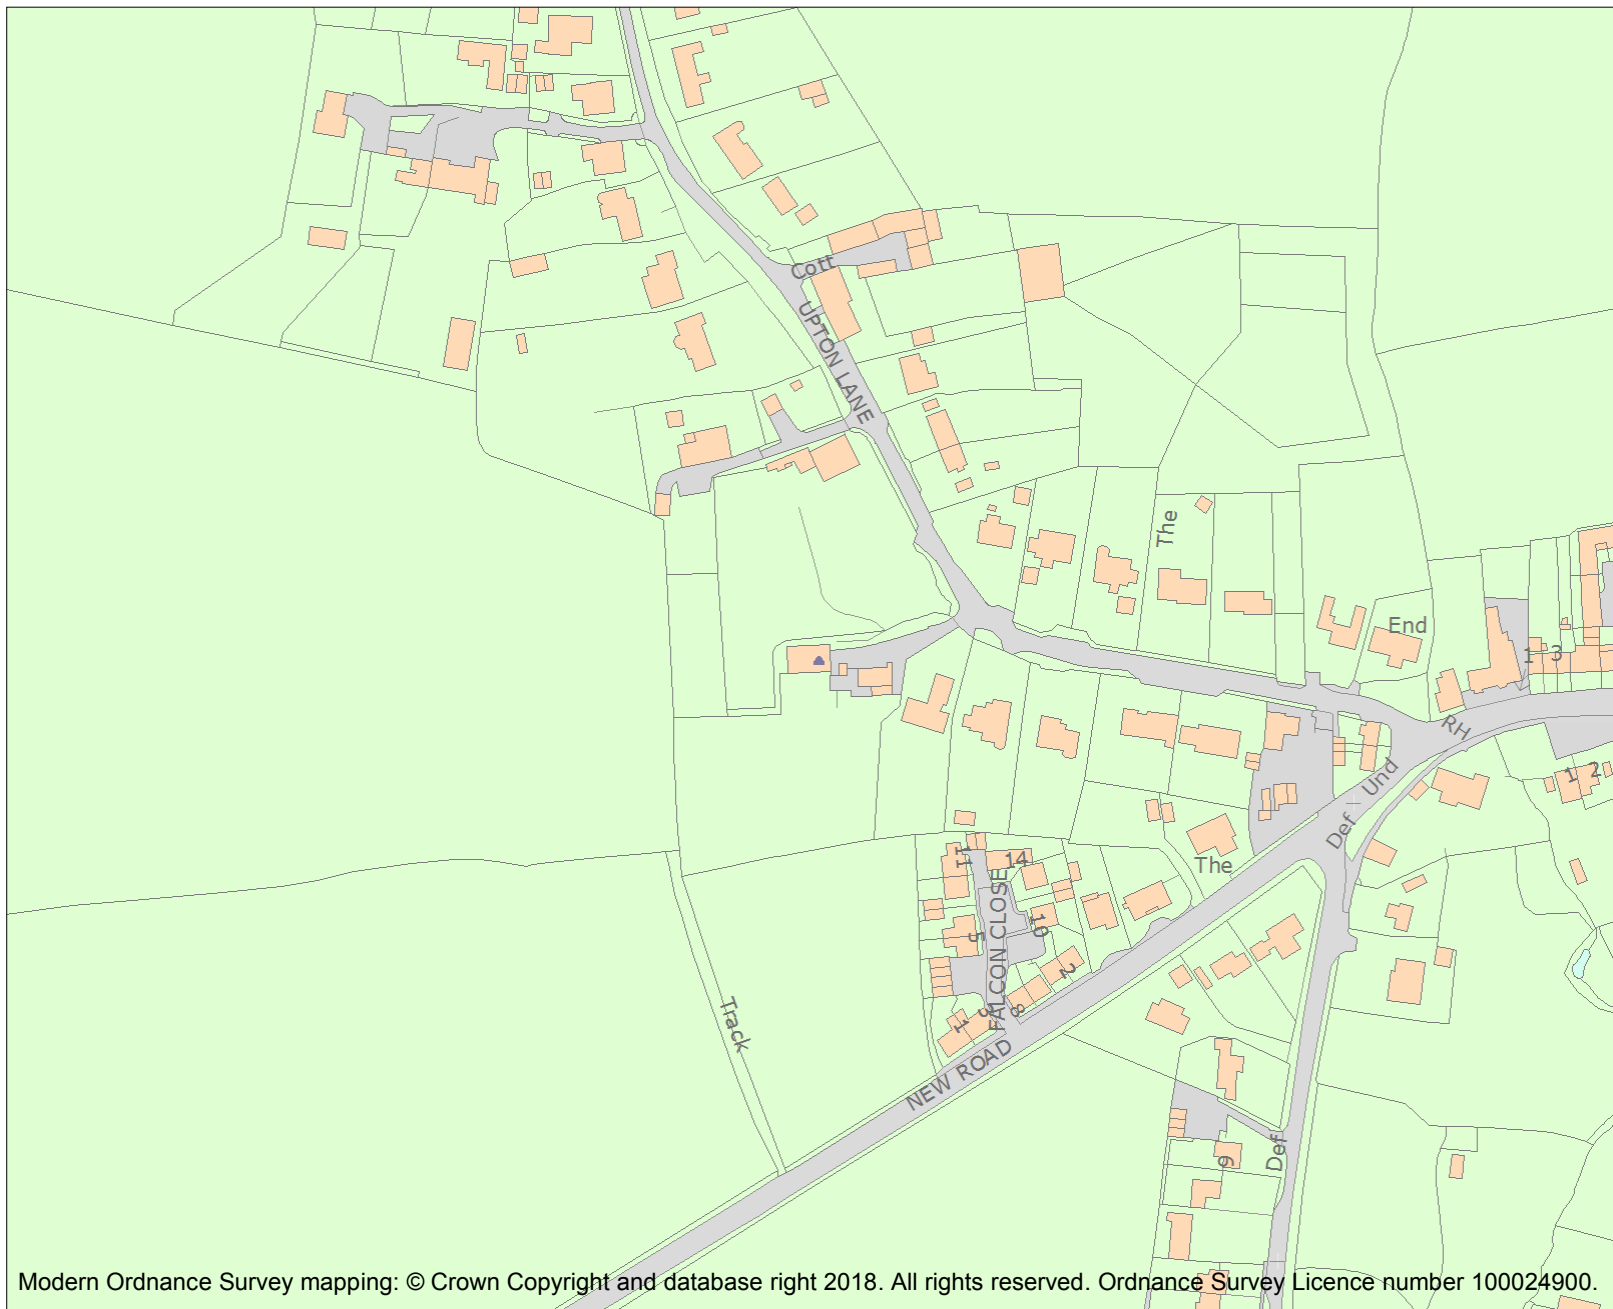 Cott
UPTON LANE
The
End
1
3
RH
Und
Def
1
2
The
11
14
FALCON CLOSE
10
5
2
8
3
1
Track
NEW ROAD
Def
9
Modern Ordnance Survey mapping: © Crown Copyright and database right 2018. All rights reserved. Ordnance Survey Licence number 100024900.